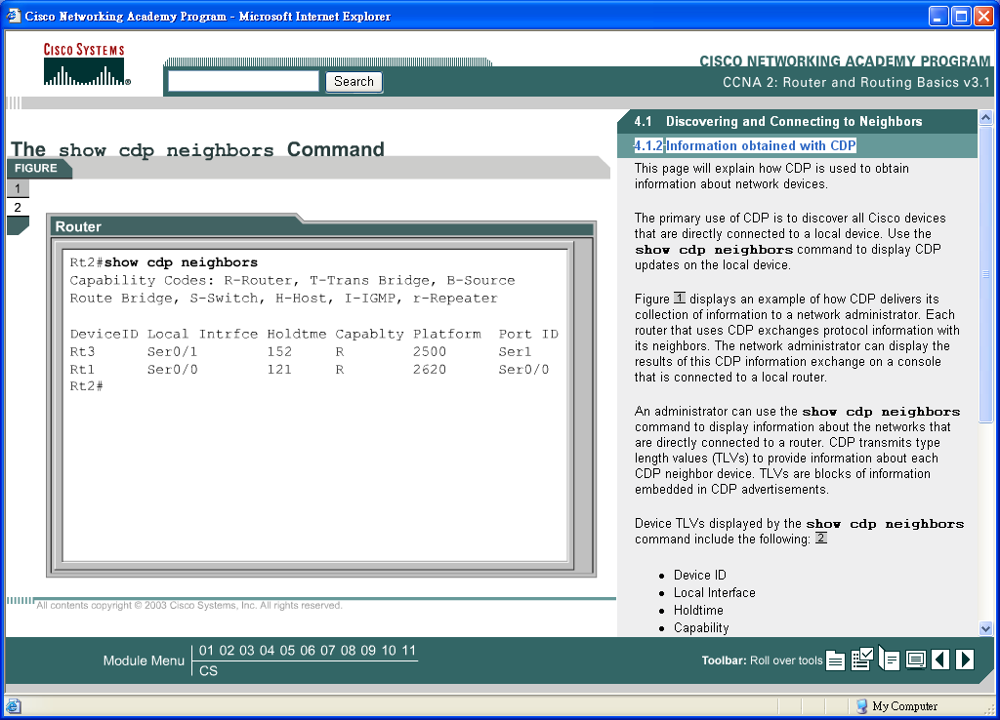 Cisco Networking Academy Program - Microsoft Internet Explorer
CISCO SYSTEMS
®
Search
CISCO NETWORKING ACADEMY PROGRAM
CCNA 2: Router and Routing Basics v3.1
The show cdp neighbors Command
FIGURE
1
2
Router
Rt2#show cdp neighbors
Capability Codes: R-Router, T-Trans Bridge, B-Source
Route Bridge, S-Switch, H-Host, I-IGMP, r-Repeater
DeviceID Local Intrfce Holdtme Capablty Platform Port ID
Rt3 Ser0/1 152 R 2500 Ser1
Rt1 Ser0/0 121 R 2620 Ser0/0
Rt2#
All contents copyright © 2003 Cisco Systems, Inc. All rights reserved.
4.1 Discovering and Connecting to Neighbors
4.1.2 Information obtained with CDP
This page will explain how CDP is used to obtain
information about network devices.
The primary use of CDP is to discover all Cisco devices
that are directly connected to a local device. Use the
show cdp neighbors command to display CDP
updates on the local device.
Figure 1 displays an example of how CDP delivers its
collection of information to a network administrator. Each
router that uses CDP exchanges protocol information with
its neighbors. The network administrator can display the
results of this CDP information exchange on a console
that is connected to a local router.
An administrator can use the show cdp neighbors
command to display information about the networks that
are directly connected to a router. CDP transmits type
length values (TLVs) to provide information about each
CDP neighbor device. TLVs are blocks of information
embedded in CDP advertisements.
Device TLVs displayed by the show cdp neighbors
command include the following: 2
• Device ID
• Local Interface
• Holdtime
• Capability
Module Menu
01 02 03 04 05 06 07 08 09 10 11
CS
Toolbar: Roll over tools
My Computer